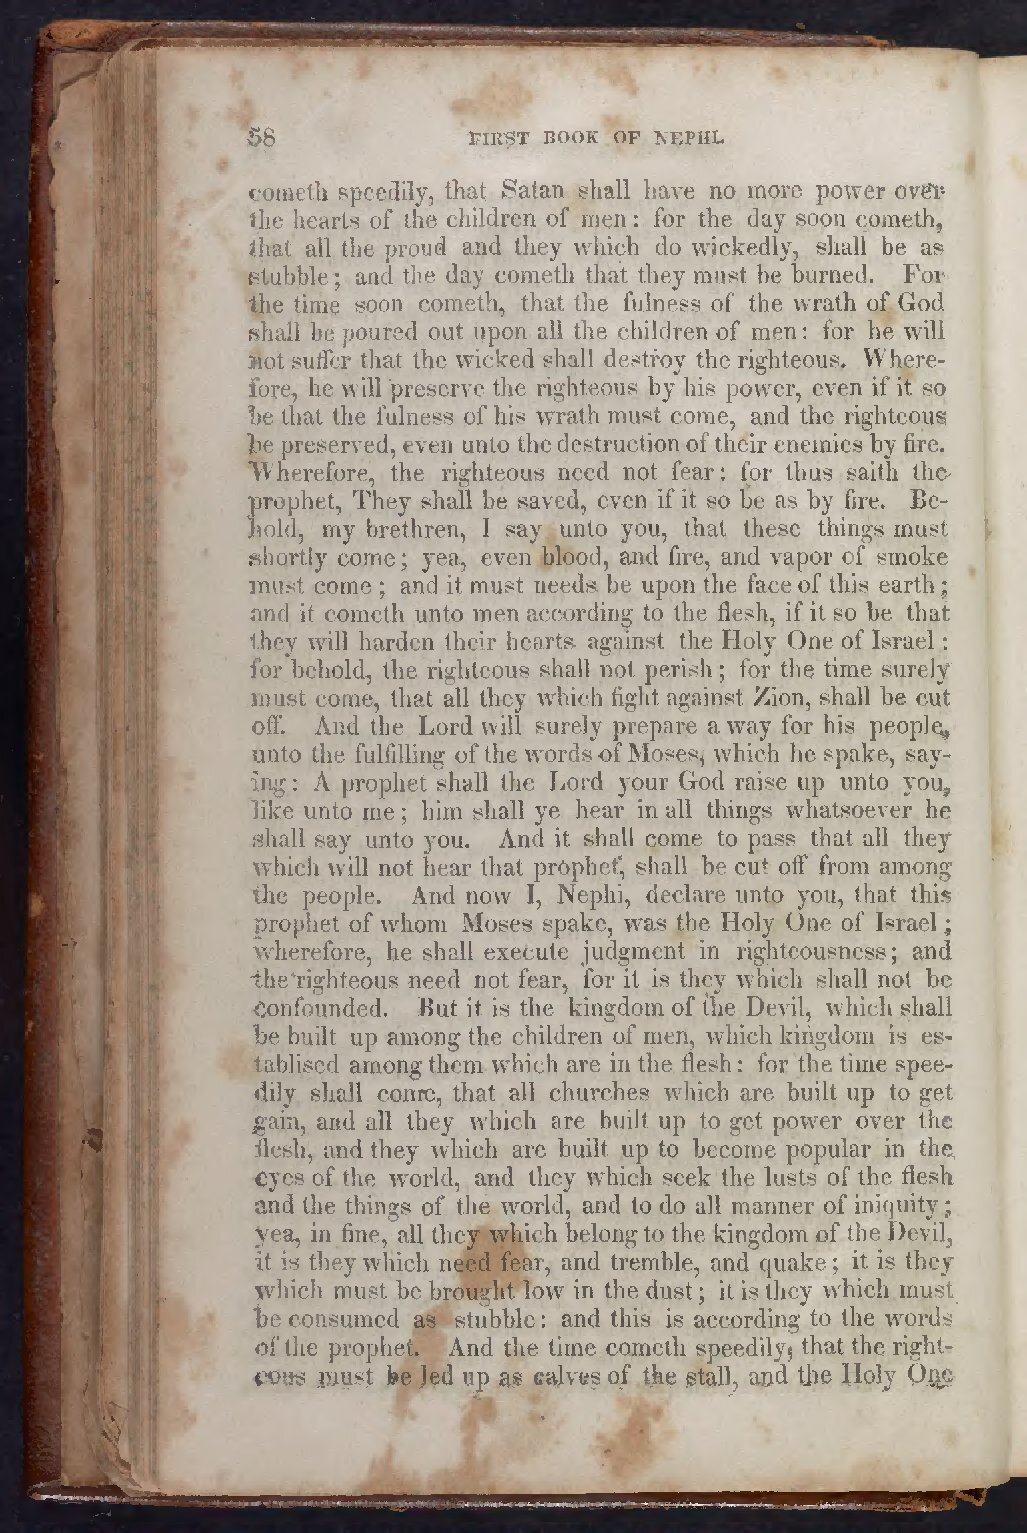 58 FIRST BOOK OF NEPHI.
cometh speedily, that Satan shall have no more power over
the hearts of the children of men: for the day soon cometh,
that all the proud and they which do wickedly, shall be as
stubble; and the day cometh that they must be burned. For
the time soon cometh, that the fulness of the wrath of God
shall be poured out upon all the children of men: for he will
not suffer that the wicked shall destroy the righteous. Where-
fore, he will preserve the righteous by his power, even if it so
be that the fulness of his wrath must come, and the righteous
be preserved, even unto the destruction of their enemies by fire.
Wherefore, the righteous need not fear: for thus saith the
prophet, They shall be saved, even if it so be as by fire. Be-
hold, my brethren, I say unto you, that these things must
shortly come; yea, even blood, and fire, and vapor of smoke
must come; and it must needs be upon the face of this earth;
and it cometh unto men according to the flesh, if it so be that
they will harden their hearts against the Holy One of Israel:
for behold, the righteous shall not perish; for the time surely
must come, that all they which fight against Zion, shall be cut
off. And the Lord will surely prepare a way for his people,
unto the fulfilling of the words of Moses, which he spake, say-
ing: A prophet shall the Lord your God raise up unto you,
like unto me; him shall ye hear in all things whatsoever he
shall say unto you. And it shall come to pass that all they
which will not hear that prophet, shall be cut off from among
the people. And now I, Nephi, declare unto you, that this
prophet of whom Moses spake, was the Holy One of Israel;
wherefore, he shall execute judgment in righteousness; and
the righteous need not fear, for it is they which shall not be
confounded. But it is the kingdom of the Devil, which shall
be built up among the children of men, which kingdom is es-
tablised among them which are in the flesh: for the time spee-
dily shall come, that all churches which are built up to get
gain, and all they which are built up to get power over the
flesh, and they which are built up to become popular in the
eyes of the world, and they which seek the lusts of the flesh
and the things of the world, and to do all manner of iniquity;
yea, in fine, all they which belong to the kingdom of the Devil,
it is they which need fear, and tremble, and quake; it is they
which must be brought low in the dust; it is they which must
be consumed as stubble: and this is according to the words
of the prophet. And the time cometh speedily, that the right-
eous must be led up as calves of the stall, and the Holy One